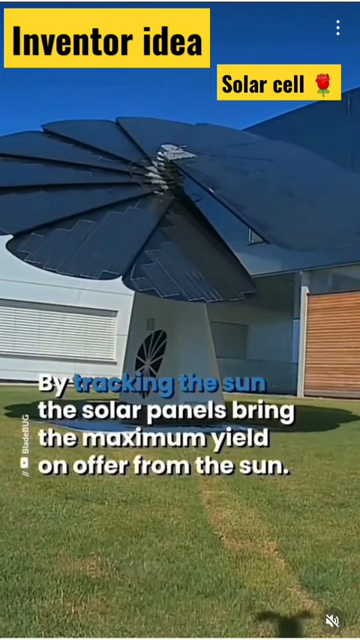 Inventor idea
Solar cell 🌹
By tracking the sun
the solar panels bring
the maximum yield
on offer from the sun.
// BladeBUG